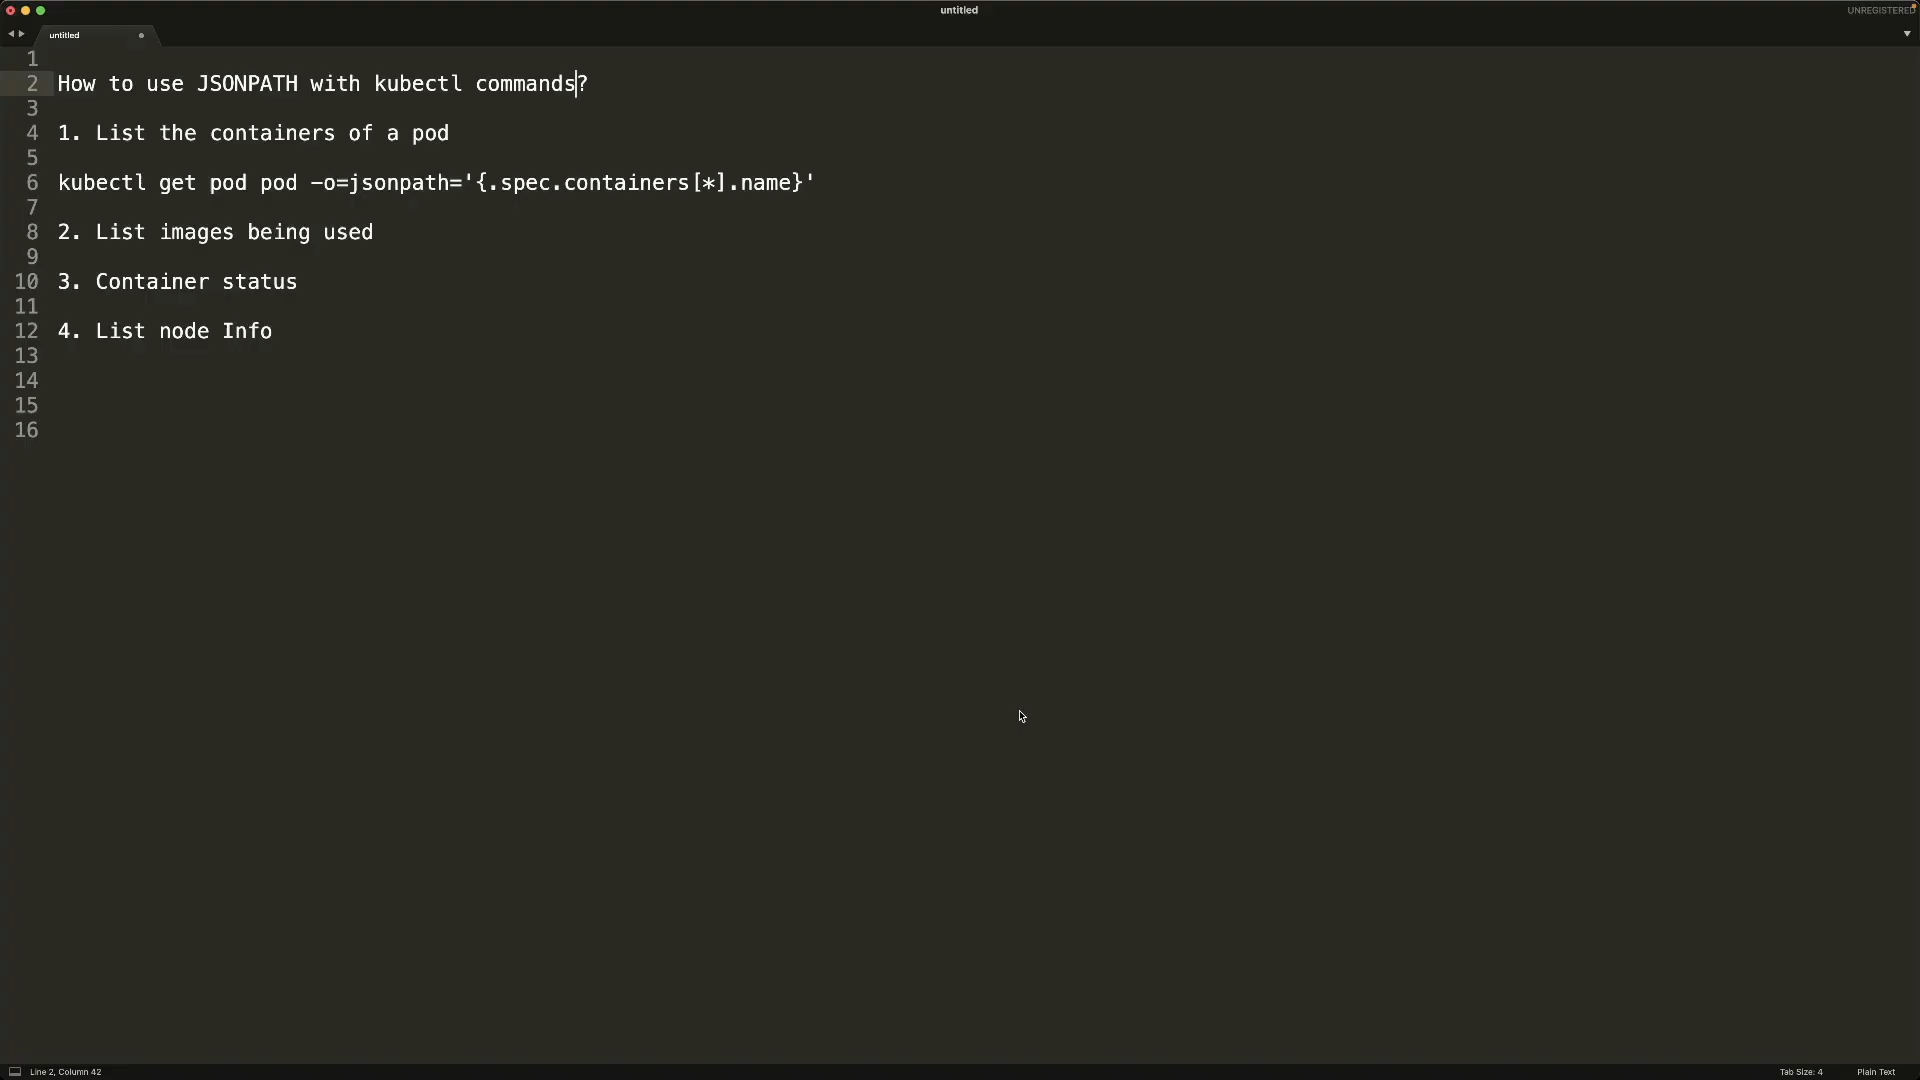 untitled
UNREGISTERED
untitled
1
2 How to use JSONPATH with kubectl commands?
3
4 1. List the containers of a pod
5
6 kubectl get pod pod -o=jsonpath='{.spec.containers[*].name}'
7
8 2. List images being used
9
10 3. Container status
11
12 4. List node Info
13
14
15
16
Line 2, Column 42
Tab Size: 4
Plain Text